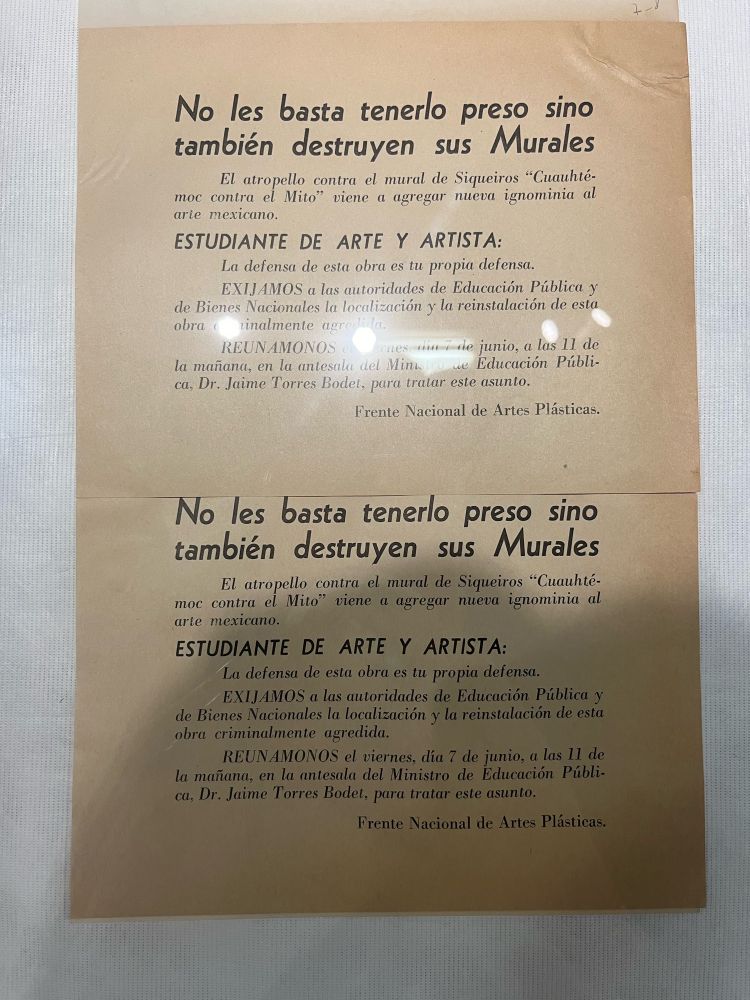 7-8
No les basta tenerlo preso sino
también destruyen sus Murales
El atropello contra el mural de Siqueiros “Cuauhté-
moc contra el Mito” viene a agregar nueva ignominia al
arte mexicano.
ESTUDIANTE DE ARTE Y ARTISTA:
La defensa de esta obra es tu propia defensa.
EXIJAMOS a las autoridades de Educación Pública y
de Bienes Nacionales la localización y la reinstalación de esta
obra criminalmente agredida.
REUNAMONOS el viernes, día 7 de junio, a las 11 de
la mañana, en la antesala del Ministro de Educación Públi-
ca, Dr. Jaime Torres Bodet, para tratar este asunto.
Frente Nacional de Artes Plásticas.
No les basta tenerlo preso sino
también destruyen sus Murales
El atropello contra el mural de Siqueiros “Cuauhté-
moc contra el Mito” viene a agregar nueva ignominia al
arte mexicano.
ESTUDIANTE DE ARTE Y ARTISTA:
La defensa de esta obra es tu propia defensa.
EXIJAMOS a las autoridades de Educación Pública y
de Bienes Nacionales la localización y la reinstalación de esta
obra criminalmente agredida.
REUNAMONOS el viernes, día 7 de junio, a las 11 de
la mañana, en la antesala del Ministro de Educación Públi-
ca, Dr. Jaime Torres Bodet, para tratar este asunto.
Frente Nacional de Artes Plásticas.